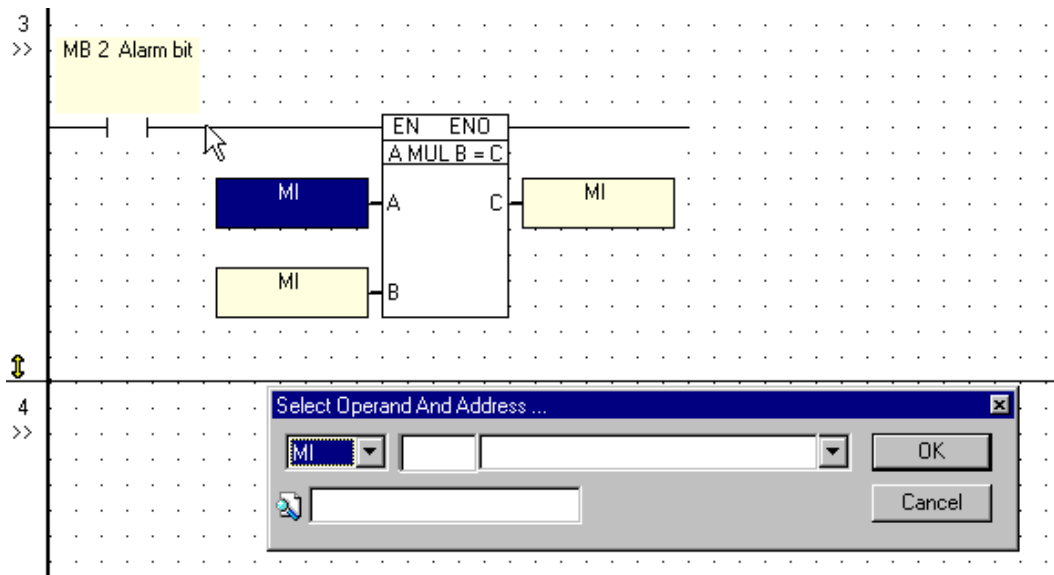 3
>>
MB 2 Alarm bit
EN ENO
A MUL B = C
MI
A
C
MI
MI
B
4
>>
Select Operand And Address ...
MI
OK
Cancel